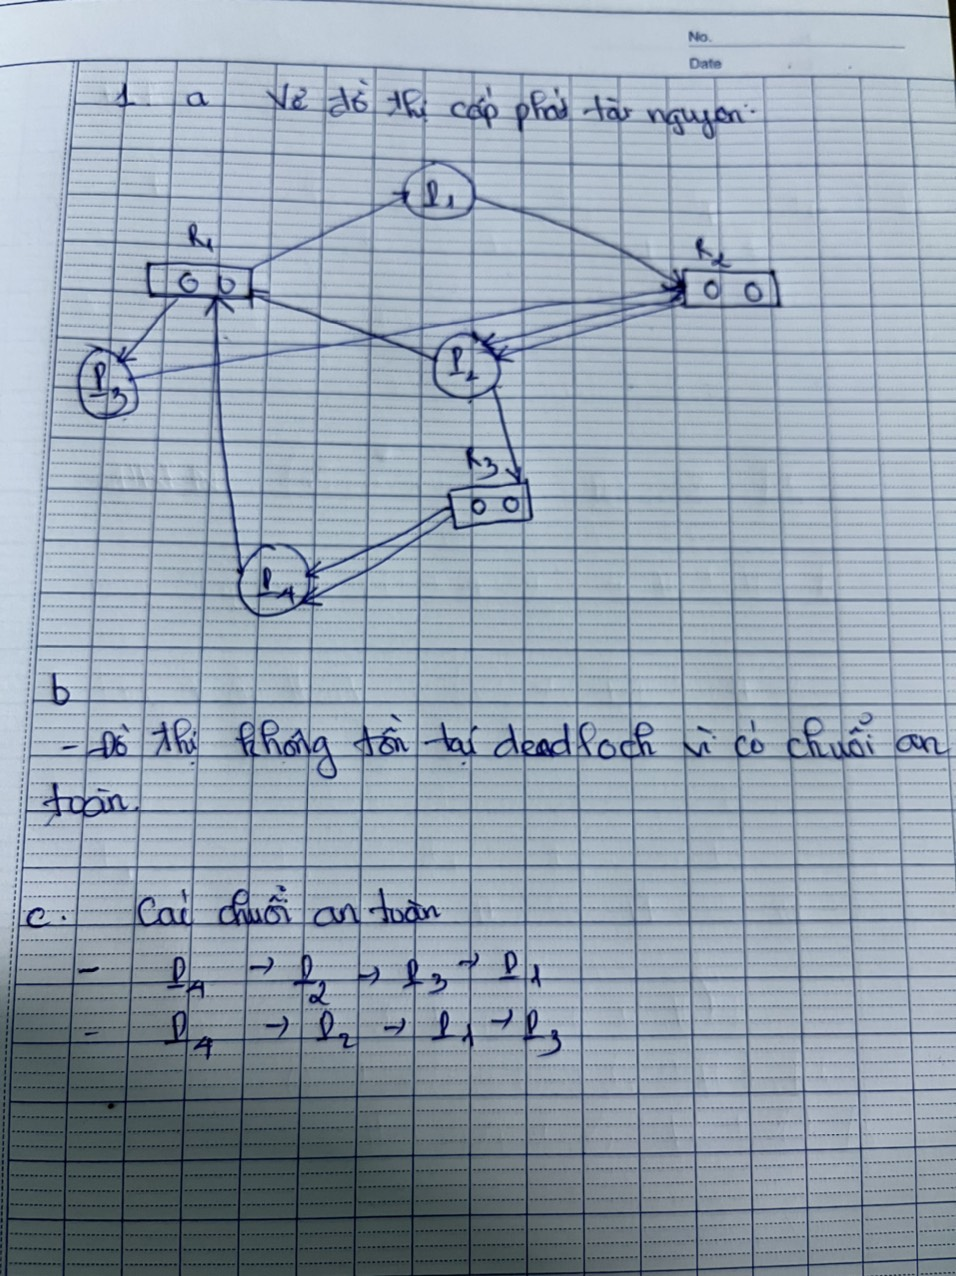 No.
Date
1 a Vẽ đồ thị cấp phát tài nguyen.
P1
R1
R2
P3
P2
R3
P4
b
- Đồ thị không tồn tại deadlock vì có chuỗi an
toàn.
c. Cái chuỗi an toàn
- P4 → P2 → P3 → P1
- P4 → P2 → P1 → P3